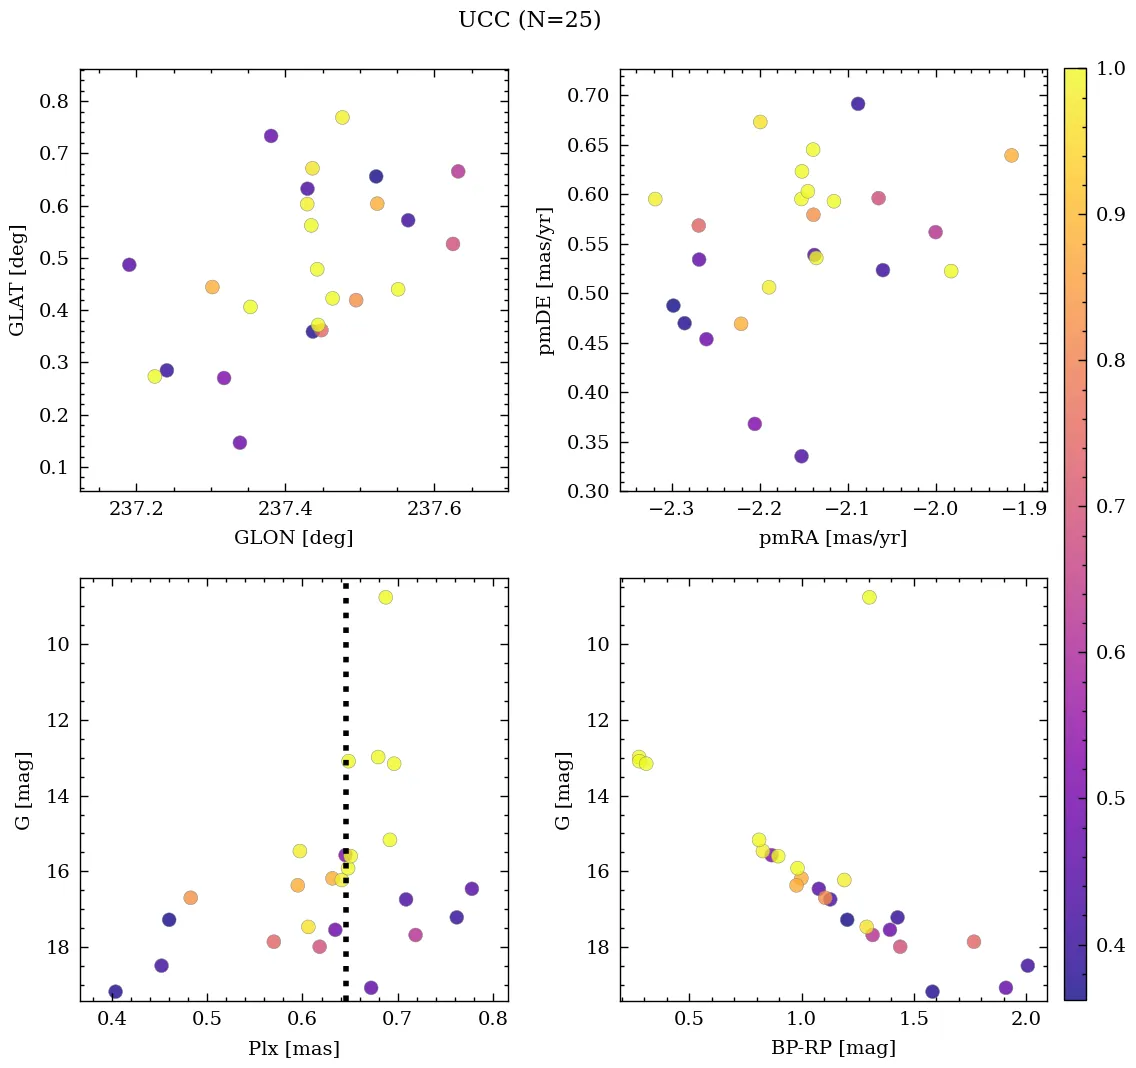 UCC (N=25)
0.8
0.7
0.6
0.5
0.4
0.3
0.2
0.1
GLAT [deg]
237.2 237.4 237.6
GLON [deg]
0.70
0.65
0.60
0.55
0.50
0.45
0.40
0.35
0.30
pmDE [mas/yr]
−2.3 −2.2 −2.1 −2.0 −1.9
pmRA [mas/yr]
10
12
14
16
18
G [mag]
0.4 0.5 0.6 0.7 0.8
Plx [mas]
10
12
14
16
18
G [mag]
0.5 1.0 1.5 2.0
BP-RP [mag]
1.0
0.9
0.8
0.7
0.6
0.5
0.4